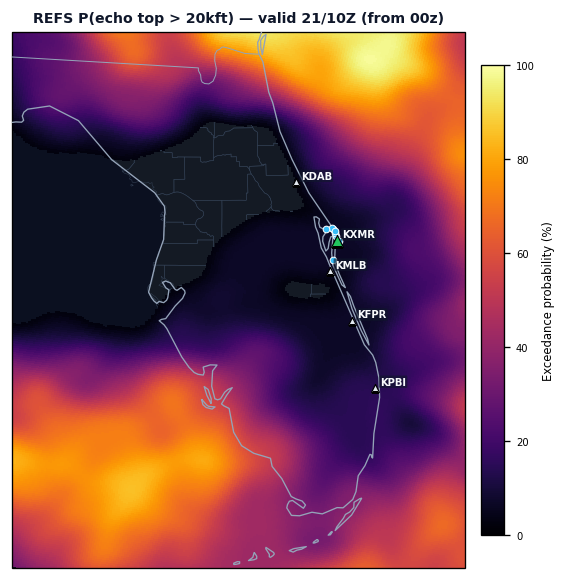 REFS P(echo top > 20kft) — valid 21/10Z (from 00z)
100
80
60
40
20
0
Exceedance probability (%)
KDAB
KXMR
KMLB
KFPR
KPBI